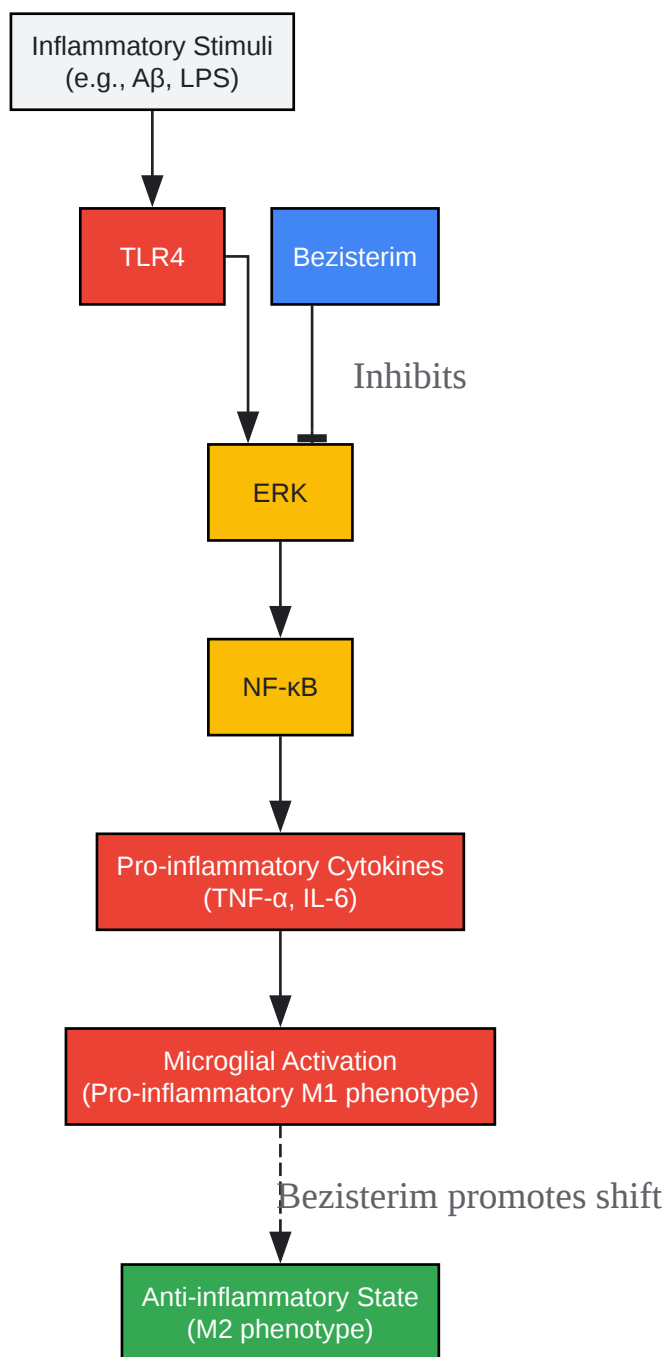 Inflammatory Stimuli
(e.g., Aβ, LPS)
TLR4
Bezisterim
Inhibits
ERK
NF-κB
Pro-inflammatory Cytokines
(TNF-α, IL-6)
Microglial Activation
(Pro-inflammatory M1 phenotype)
Bezisterim promotes shift
Anti-inflammatory State
(M2 phenotype)